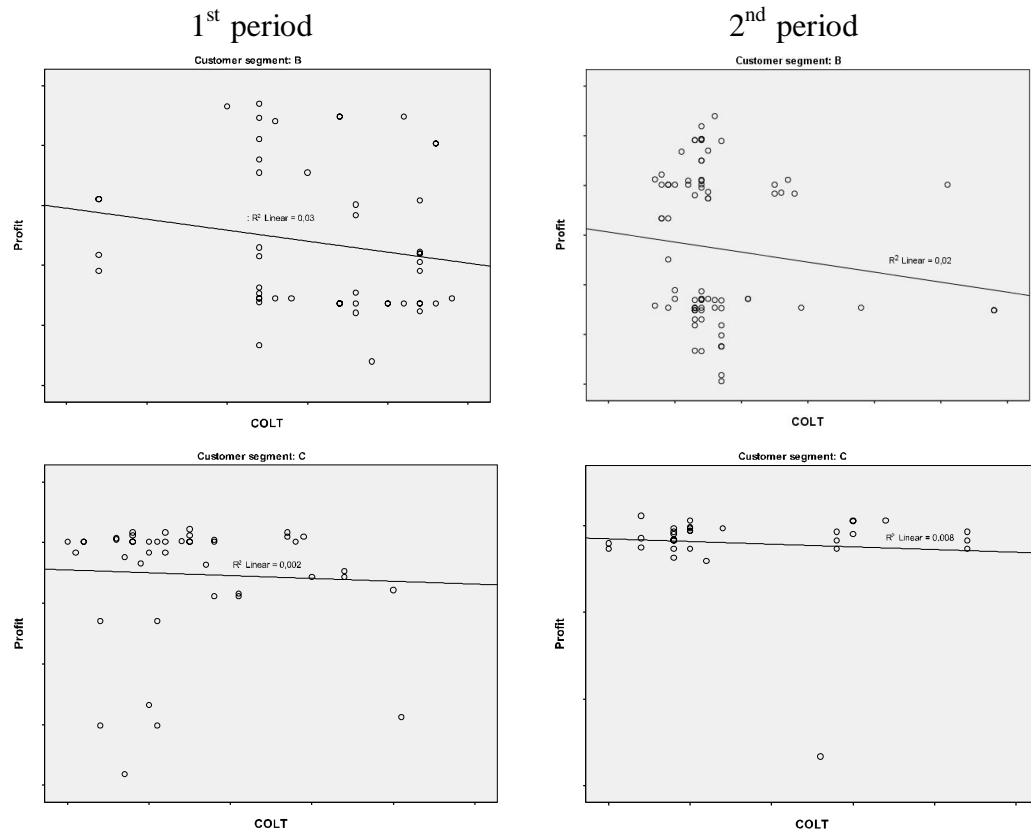 1st period
2nd period
Customer segment: B
Profit
: R2 Linear = 0,03
COLT
Customer segment: B
Profit
R2 Linear = 0,02
COLT
Customer segment: C
Profit
R2 Linear = 0,002
COLT
Customer segment: C
Profit
R2 Linear = 0,008
COLT